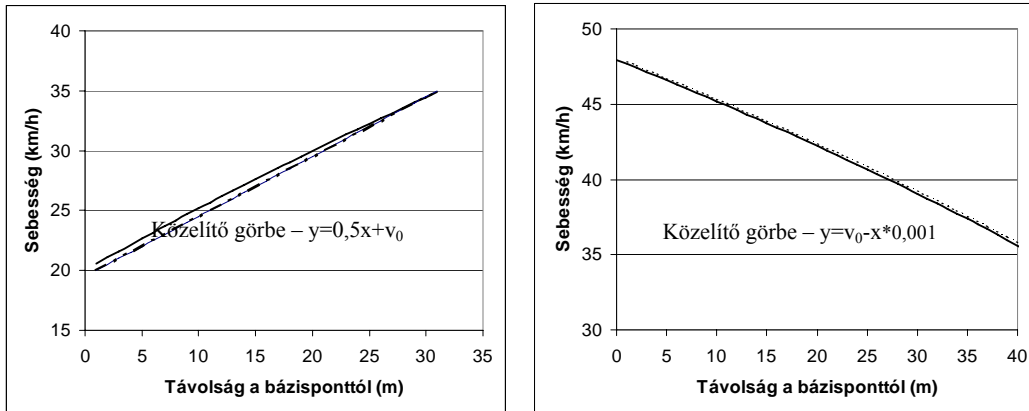 40
35
30
25
20
15
Sebesség (km/h)
Közelítő görbe – y=0,5x+v₀
0 5 10 15 20 25 30 35
Távolság a bázisponttól (m)
50
45
40
35
30
Sebesség (km/h)
Közelítő görbe – y=v₀-x*0,001
0 5 10 15 20 25 30 35 40
Távolság a bázisponttól (m)